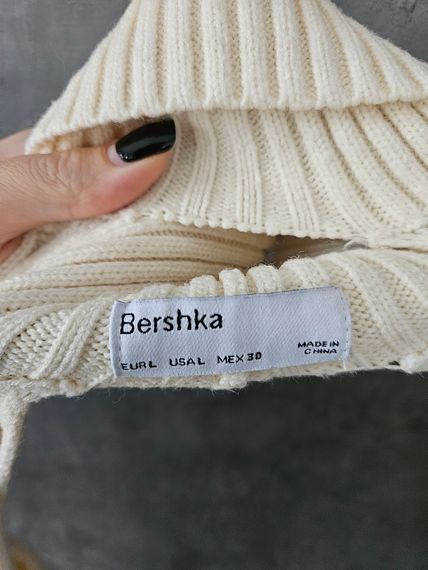 Bershka
EUR L USA L MEX 30
MADE IN
CHINA